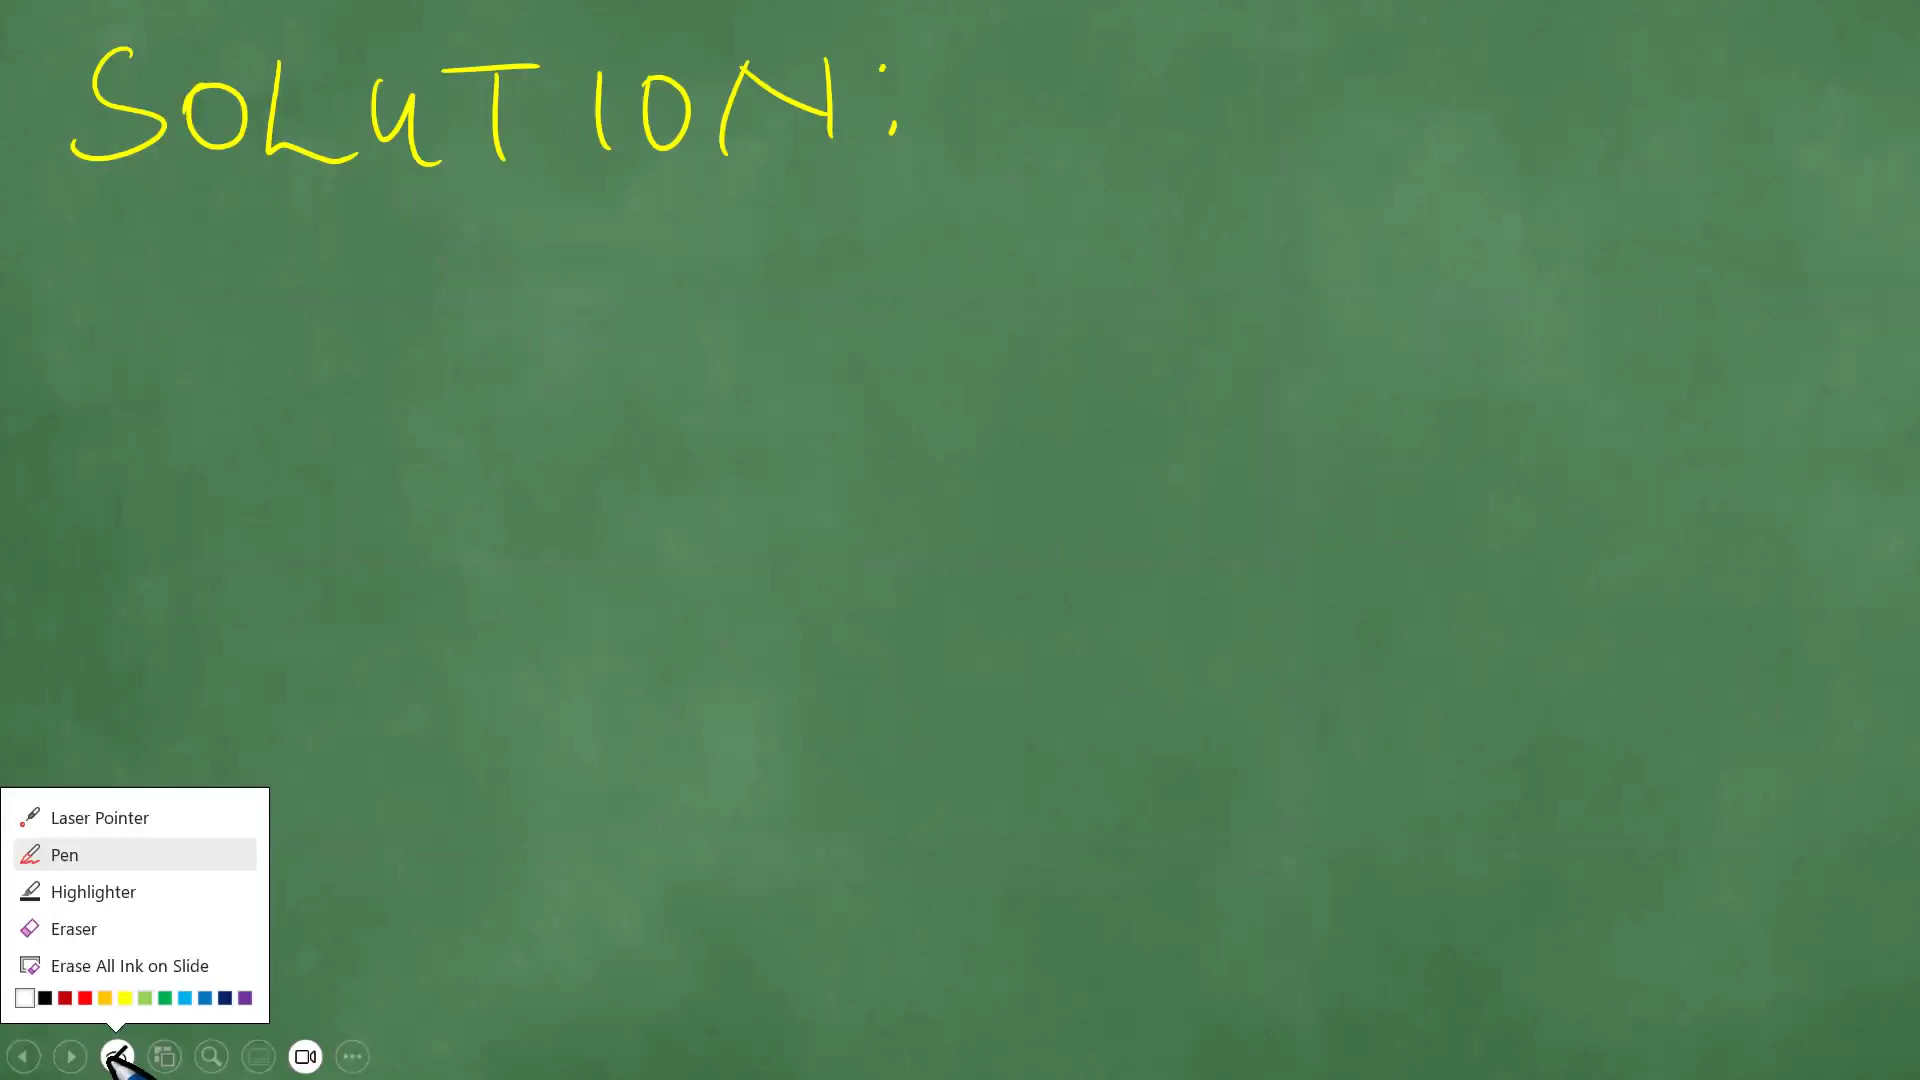 SOLUTION:
Laser Pointer
Pen
Highlighter
Eraser
Erase All Ink on Slide